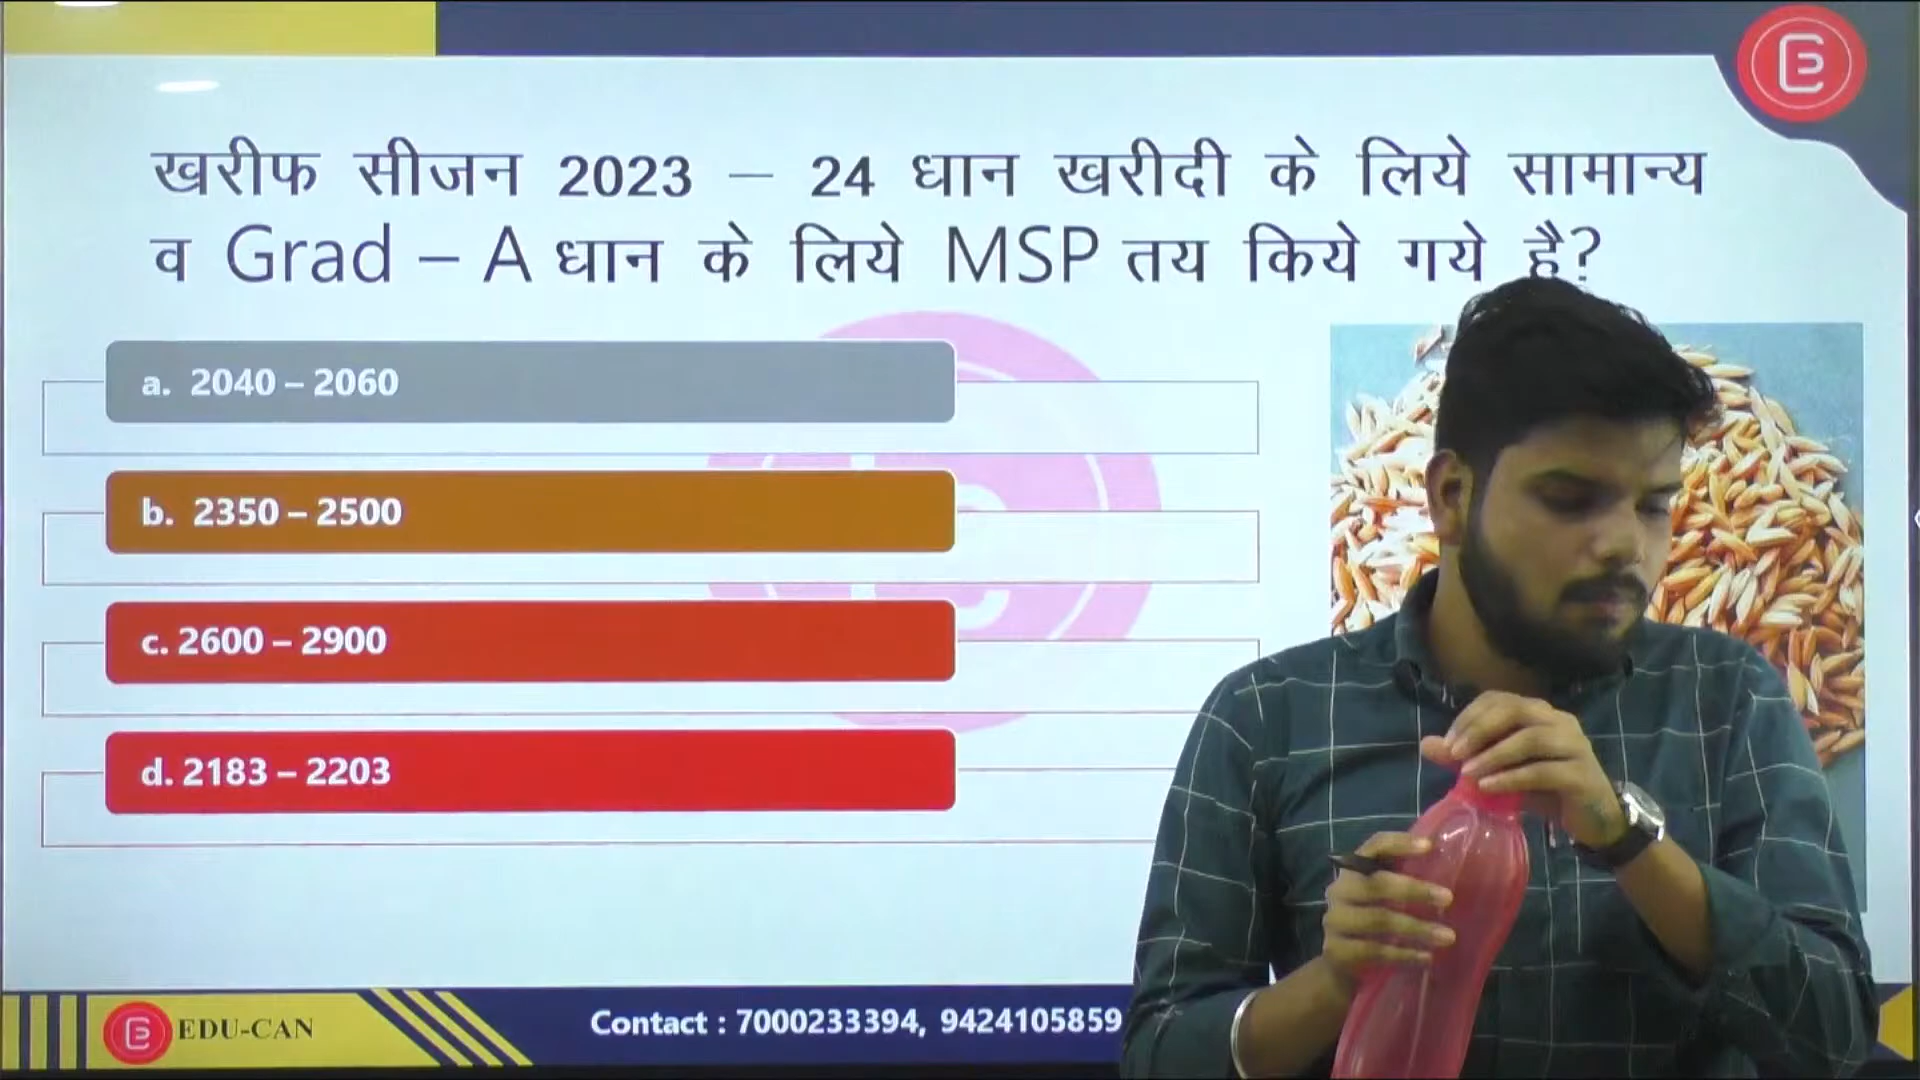 खरीफ सीजन 2023 – 24 धान खरीदी के लिये सामान्य
व Grad – A धान के लिये MSP तय किये गये है?
a. 2040 – 2060
b. 2350 – 2500
c. 2600 – 2900
d. 2183 – 2203
EDU-CAN
Contact : 7000233394, 9424105859